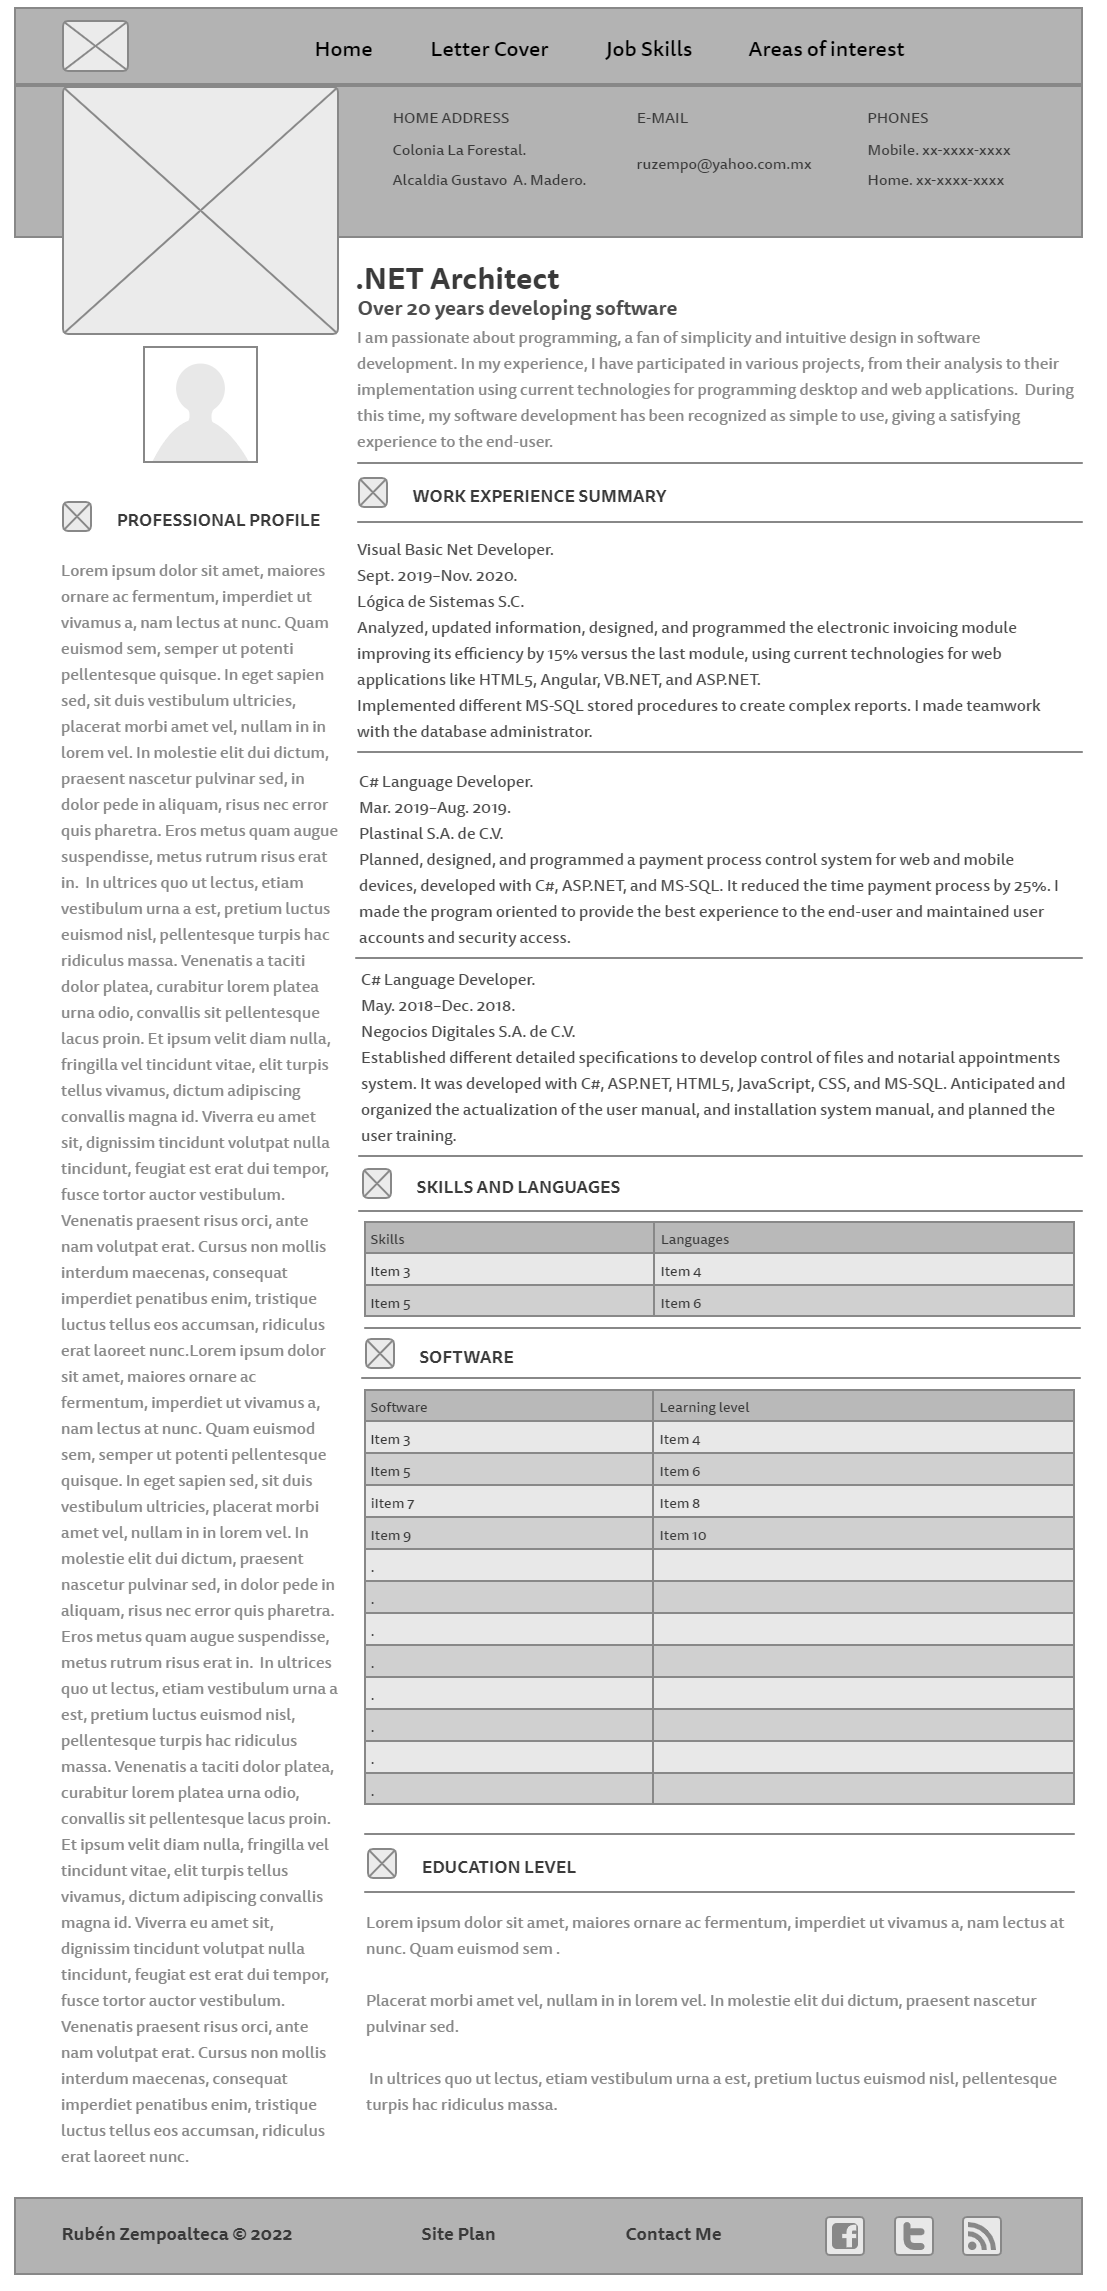 Home Letter Cover Job Skills Areas of interest
HOME ADDRESS
Colonia La Forestal.
Alcaldia Gustavo  A. Madero.
E-MAIL
ruzempo@yahoo.com.mx
PHONES
Mobile. xx-xxxx-xxxx
Home. xx-xxxx-xxxx
PROFESSIONAL PROFILE
Lorem ipsum dolor sit amet, maiores
ornare ac fermentum, imperdiet ut
vivamus a, nam lectus at nunc. Quam
euismod sem, semper ut potenti
pellentesque quisque. In eget sapien
sed, sit duis vestibulum ultricies,
placerat morbi amet vel, nullam in in
lorem vel. In molestie elit dui dictum,
praesent nascetur pulvinar sed, in
dolor pede in aliquam, risus nec error
quis pharetra. Eros metus quam augue
suspendisse, metus rutrum risus erat
in.  In ultrices quo ut lectus, etiam
vestibulum urna a est, pretium luctus
euismod nisl, pellentesque turpis hac
ridiculus massa. Venenatis a taciti
dolor platea, curabitur lorem platea
urna odio, convallis sit pellentesque
lacus proin. Et ipsum velit diam nulla,
fringilla vel tincidunt vitae, elit turpis
tellus vivamus, dictum adipiscing
convallis magna id. Viverra eu amet
sit, dignissim tincidunt volutpat nulla
tincidunt, feugiat est erat dui tempor,
fusce tortor auctor vestibulum.
Venenatis praesent risus orci, ante
nam volutpat erat. Cursus non mollis
interdum maecenas, consequat
imperdiet penatibus enim, tristique
luctus tellus eos accumsan, ridiculus
erat laoreet nunc.Lorem ipsum dolor
sit amet, maiores ornare ac
fermentum, imperdiet ut vivamus a,
nam lectus at nunc. Quam euismod
sem, semper ut potenti pellentesque
quisque. In eget sapien sed, sit duis
vestibulum ultricies, placerat morbi
amet vel, nullam in in lorem vel. In
molestie elit dui dictum, praesent
nascetur pulvinar sed, in dolor pede in
aliquam, risus nec error quis pharetra.
Eros metus quam augue suspendisse,
metus rutrum risus erat in.  In ultrices
quo ut lectus, etiam vestibulum urna a
est, pretium luctus euismod nisl,
pellentesque turpis hac ridiculus
massa. Venenatis a taciti dolor platea,
curabitur lorem platea urna odio,
convallis sit pellentesque lacus proin.
Et ipsum velit diam nulla, fringilla vel
tincidunt vitae, elit turpis tellus
vivamus, dictum adipiscing convallis
magna id. Viverra eu amet sit,
dignissim tincidunt volutpat nulla
tincidunt, feugiat est erat dui tempor,
fusce tortor auctor vestibulum.
Venenatis praesent risus orci, ante
nam volutpat erat. Cursus non mollis
interdum maecenas, consequat
imperdiet penatibus enim, tristique
luctus tellus eos accumsan, ridiculus
erat laoreet nunc.
.NET Architect
Over 20 years developing software
I am passionate about programming, a fan of simplicity and intuitive design in software
development. In my experience, I have participated in various projects, from their analysis to their
implementation using current technologies for programming desktop and web applications.  During
this time, my software development has been recognized as simple to use, giving a satisfying
experience to the end-user.
WORK EXPERIENCE SUMMARY
Visual Basic Net Developer.
Sept. 2019–Nov. 2020.
Lógica de Sistemas S.C.
Analyzed, updated information, designed, and programmed the electronic invoicing module
improving its efficiency by 15% versus the last module, using current technologies for web
applications like HTML5, Angular, VB.NET, and ASP.NET.
Implemented different MS-SQL stored procedures to create complex reports. I made teamwork
with the database administrator.
C# Language Developer.
Mar. 2019–Aug. 2019.
Plastinal S.A. de C.V.
Planned, designed, and programmed a payment process control system for web and mobile
devices, developed with C#, ASP.NET, and MS-SQL. It reduced the time payment process by 25%. I
made the program oriented to provide the best experience to the end-user and maintained user
accounts and security access.
C# Language Developer.
May. 2018–Dec. 2018.
Negocios Digitales S.A. de C.V.
Established different detailed specifications to develop control of files and notarial appointments
system. It was developed with C#, ASP.NET, HTML5, JavaScript, CSS, and MS-SQL. Anticipated and
organized the actualization of the user manual, and installation system manual, and planned the
user training.
SKILLS AND LANGUAGES
Skills Languages
Item 3 Item 4
Item 5 Item 6
SOFTWARE
Software Learning level
Item 3 Item 4
Item 5 Item 6
iItem 7 Item 8
Item 9 Item 10
.
.
.
.
.
.
.
.
EDUCATION LEVEL
Lorem ipsum dolor sit amet, maiores ornare ac fermentum, imperdiet ut vivamus a, nam lectus at
nunc. Quam euismod sem .
Placerat morbi amet vel, nullam in in lorem vel. In molestie elit dui dictum, praesent nascetur
pulvinar sed.
In ultrices quo ut lectus, etiam vestibulum urna a est, pretium luctus euismod nisl, pellentesque
turpis hac ridiculus massa.
Rubén Zempoalteca © 2022 Site Plan Contact Me